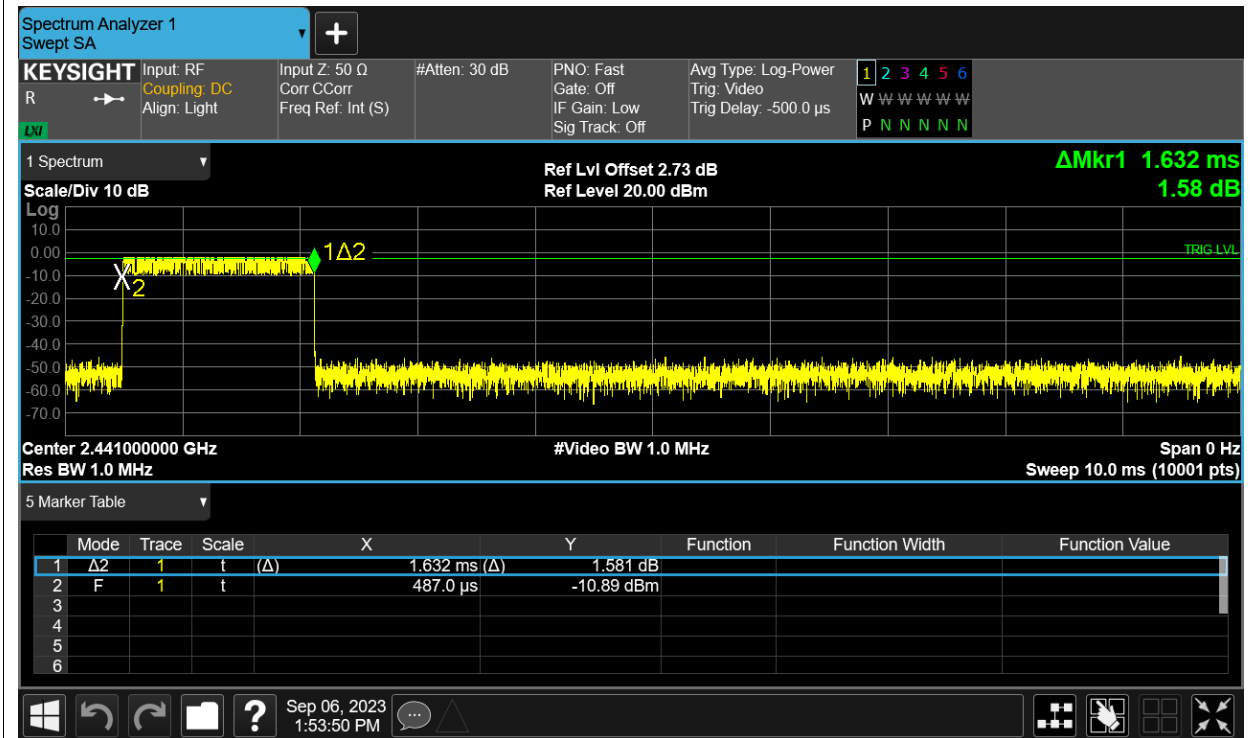 Spectrum Analyzer 1
Swept SA
+
KEYSIGHT
R
LXI
Input: RF
Coupling: DC
Align: Light
Input Z: 50 Ω
Corr CCorr
Freq Ref: Int (S)
#Atten: 30 dB
PNO: Fast
Gate: Off
IF Gain: Low
Sig Track: Off
Avg Type: Log-Power
Trig: Video
Trig Delay: -500.0 µs
1 2 3 4 5 6
W W W W W W
P N N N N N
1 Spectrum
Scale/Div 10 dB
Ref Lvl Offset 2.73 dB
Ref Level 20.00 dBm
ΔMkr1 1.632 ms
1.58 dB
Log
10.0
0.00
-10.0
-20.0
-30.0
-40.0
-50.0
-60.0
-70.0
X2
1Δ2
TRIG LVL
Center 2.441000000 GHz
#Video BW 1.0 MHz
Span 0 Hz
Res BW 1.0 MHz
Sweep 10.0 ms (10001 pts)
5 Marker Table
Mode Trace Scale X Y Function Function Width Function Value
1 Δ2 1 t (Δ) 1.632 ms (Δ) 1.581 dB
2 F 1 t 487.0 µs -10.89 dBm
3
4
5
6
?
Sep 06, 2023
1:53:50 PM